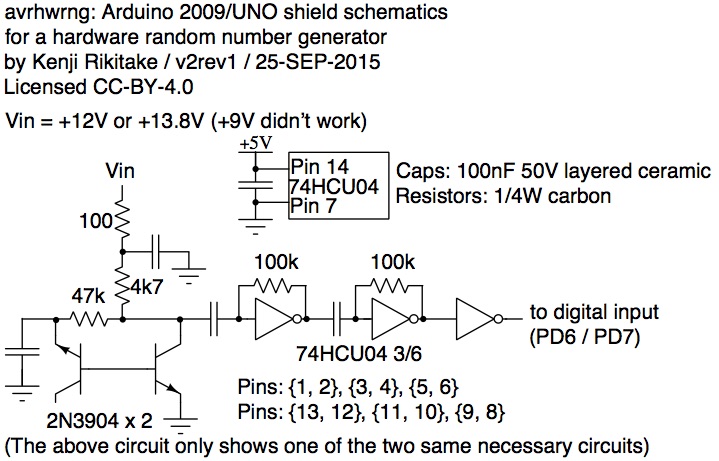 avrhwrng: Arduino 2009/UNO shield schematics
for a hardware random number generator
by Kenji Rikitake / v2rev1 / 25-SEP-2015
Licensed CC-BY-4.0
Vin = +12V or +13.8V (+9V didn't work)
+5V
Pin 14
74HCU04
Pin 7
Caps: 100nF 50V layered ceramic
Resistors: 1/4W carbon
Vin
100
4k7
47k
100k
100k
to digital input
(PD6 / PD7)
74HCU04 3/6
Pins: {1, 2}, {3, 4}, {5, 6}
Pins: {13, 12}, {11, 10}, {9, 8}
2N3904 x 2
(The above circuit only shows one of the two same necessary circuits)